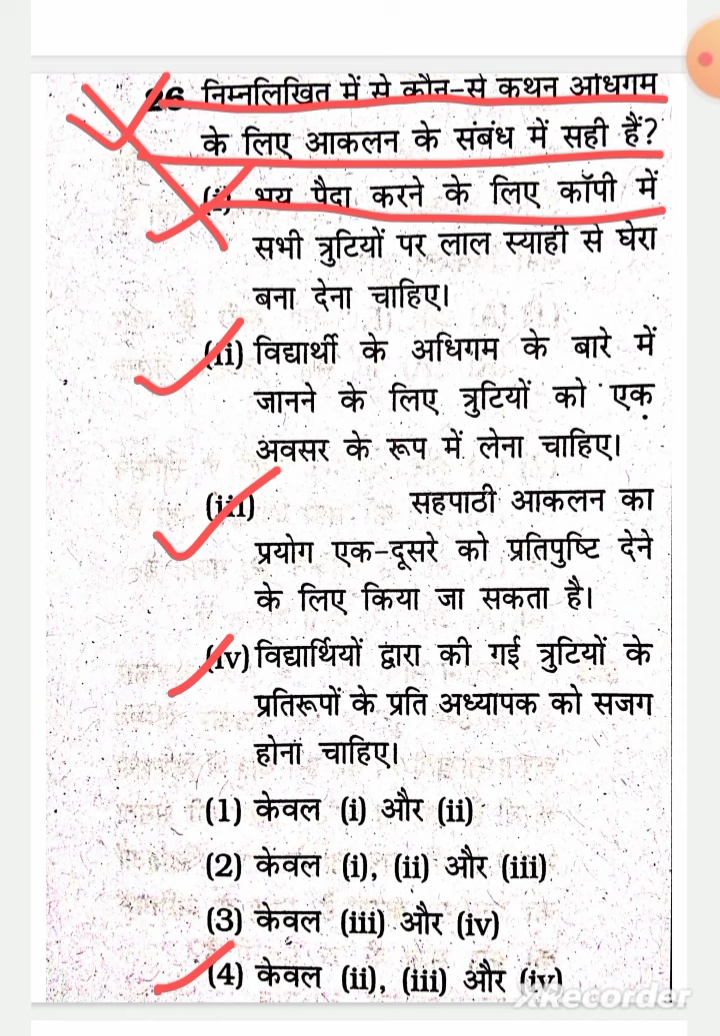 26 निम्नलिखित में से कौन-से कथन अधिगम
के लिए आकलन के संबंध में सही हैं?
(i) भय पैदा करने के लिए कॉपी में
सभी त्रुटियों पर लाल स्याही से घेरा
बना देना चाहिए।
(ii) विद्यार्थी के अधिगम के बारे में
जानने के लिए त्रुटियों को एक
अवसर के रूप में लेना चाहिए।
(iii) सहपाठी आकलन का
प्रयोग एक-दूसरे को प्रतिपुष्टि देने
के लिए किया जा सकता है।
(iv) विद्यार्थियों द्वारा की गई त्रुटियों के
प्रतिरूपों के प्रति अध्यापक को सजग
होना चाहिए।
(1) केवल (i) और (ii)
(2) केवल (i), (ii) और (iii)
(3) केवल (iii) और (iv)
(4) केवल (ii), (iii) और (iv)
XRecorder